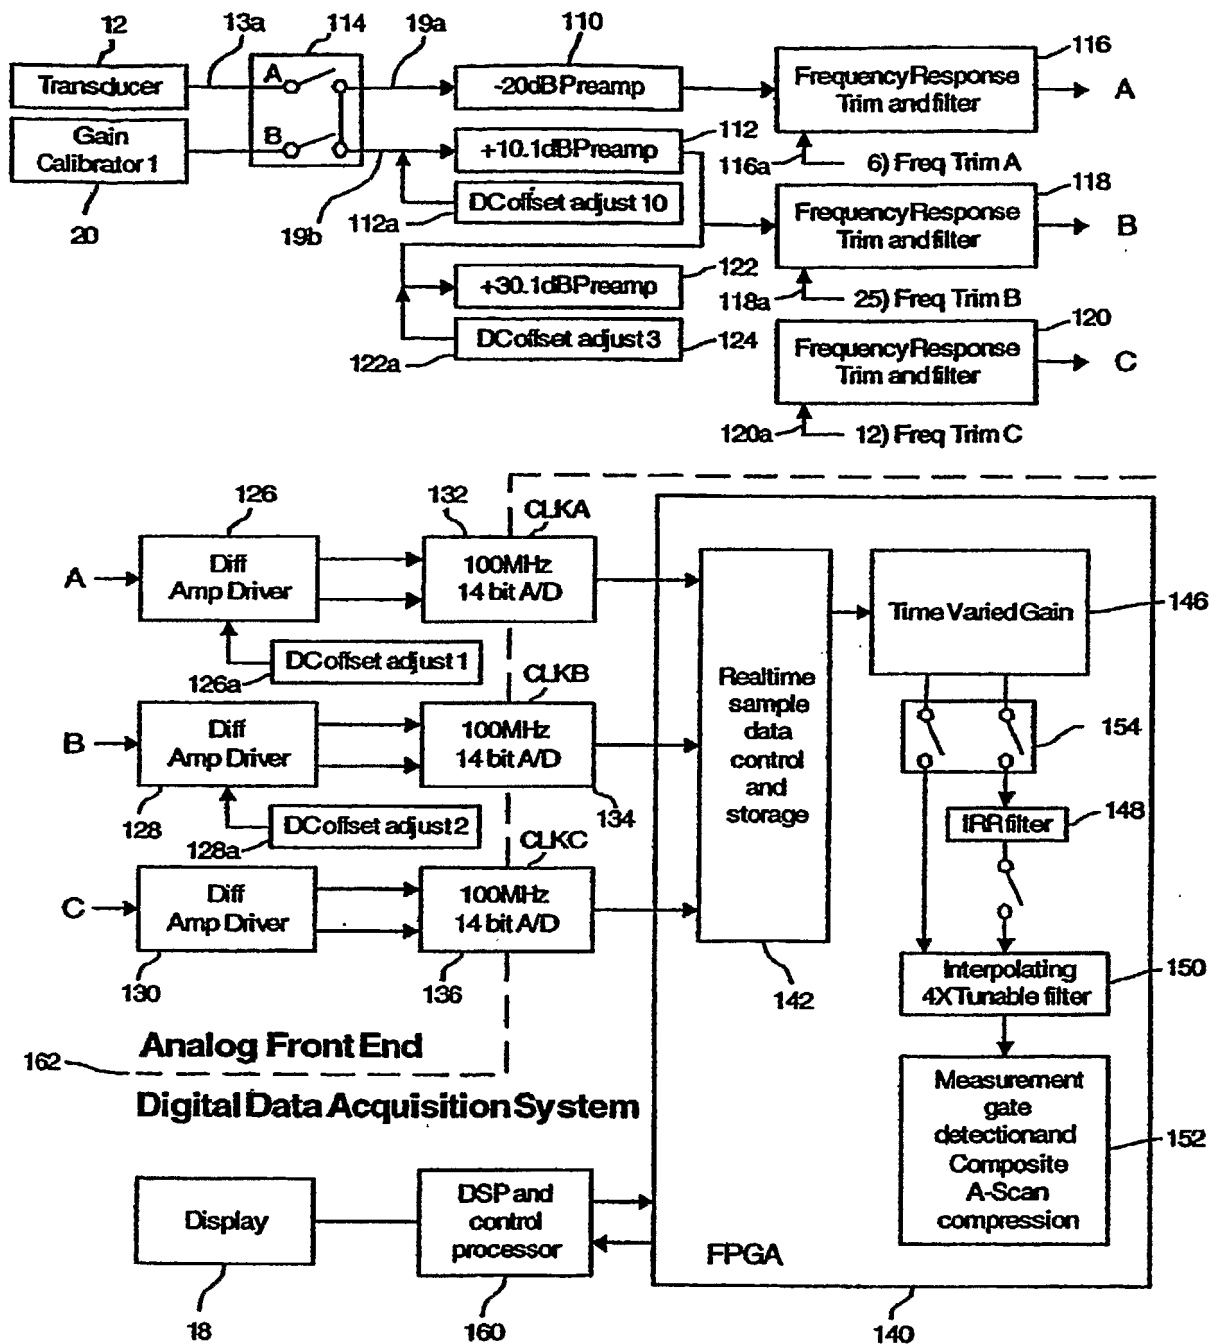 12
13a
114
19a
110
116
Transducer
A
-20dB Preamp
Frequency Response
Trim and filter
A
Gain
Calibrator 1
B
112
+10.1dB Preamp
116a
6) Freq Trim A
118
20
19b
112a
DC offset adjust 10
Frequency Response
Trim and filter
B
122
+30.1dB Preamp
118a
25) Freq Trim B
120
122a
DC offset adjust 3
124
Frequency Response
Trim and filter
C
120a
12) Freq Trim C
126
132
CLKA
A
Diff
Amp Driver
100MHz
14 bit A/D
Time Varied Gain
146
DC offset adjust 1
126a
CLKB
Realtime
sample
data
control
and
storage
B
Diff
Amp Driver
100MHz
14 bit A/D
154
128
DC offset adjust 2
128a
134
CLKC
IRR filter
148
C
Diff
Amp Driver
100MHz
14 bit A/D
130
136
142
Interpolating
4X Tunable filter
150
Analog Front End
162
Digital Data Acquisition System
Measurement
gate
detection and
Composite
A-Scan
compression
152
Display
DSP and
control
processor
FPGA
18
160
140